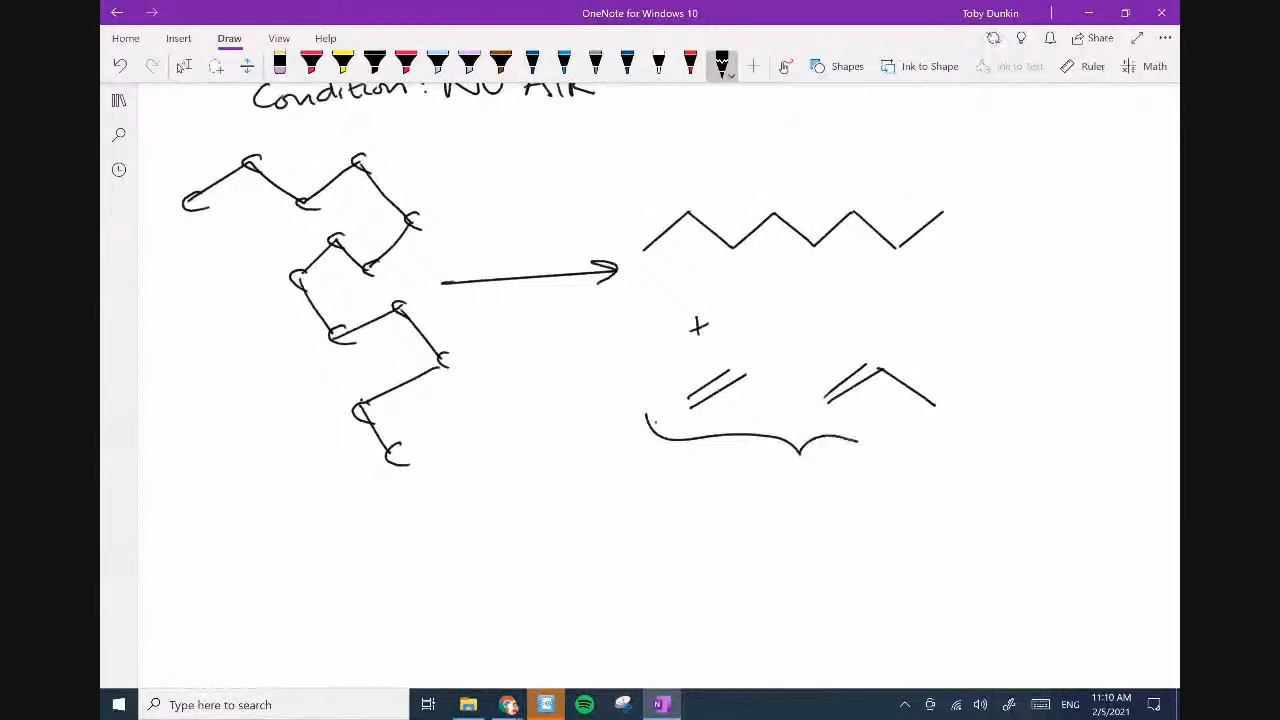 OneNote for Windows 10
Toby Dunkin
Home Insert Draw View Help
Share
Shapes
Ink to Shape
Ink to Text
Ruler
Math
Condition: NO AIR
C
C
C
C
C
C
C
C
C
C
C
C
C
+
Type here to search
ENG
11:10 AM
2/5/2021